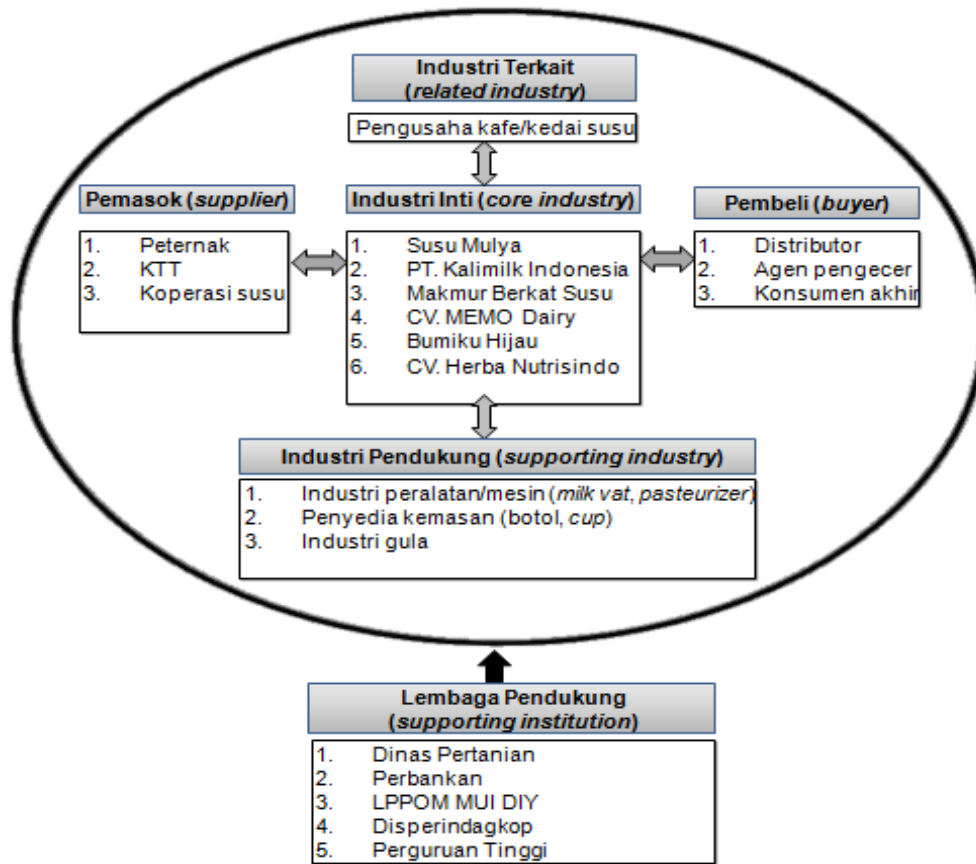 Industri Terkait
(related industry)
Pengusaha kafe/kedai susu
Pemasok (supplier)
1. Peternak
2. KTT
3. Koperasi susu
Industri Inti (core industry)
1. Susu Mulya
2. PT. Kalimilk Indonesia
3. Makmur Berkat Susu
4. CV. MEMO Dairy
5. Bumiku Hijau
6. CV. Herba Nutrisindo
Pembeli (buyer)
1. Distributor
2. Agen pengecer
3. Konsumen akhir
Industri Pendukung (supporting industry)
1. Industri peralatan/mesin (milk vat, pasteurizer)
2. Penyedia kemasan (botol, cup)
3. Industri gula
Lembaga Pendukung
(supporting institution)
1. Dinas Pertanian
2. Perbankan
3. LPPOM MUI DIY
4. Disperindagkop
5. Perguruan Tinggi